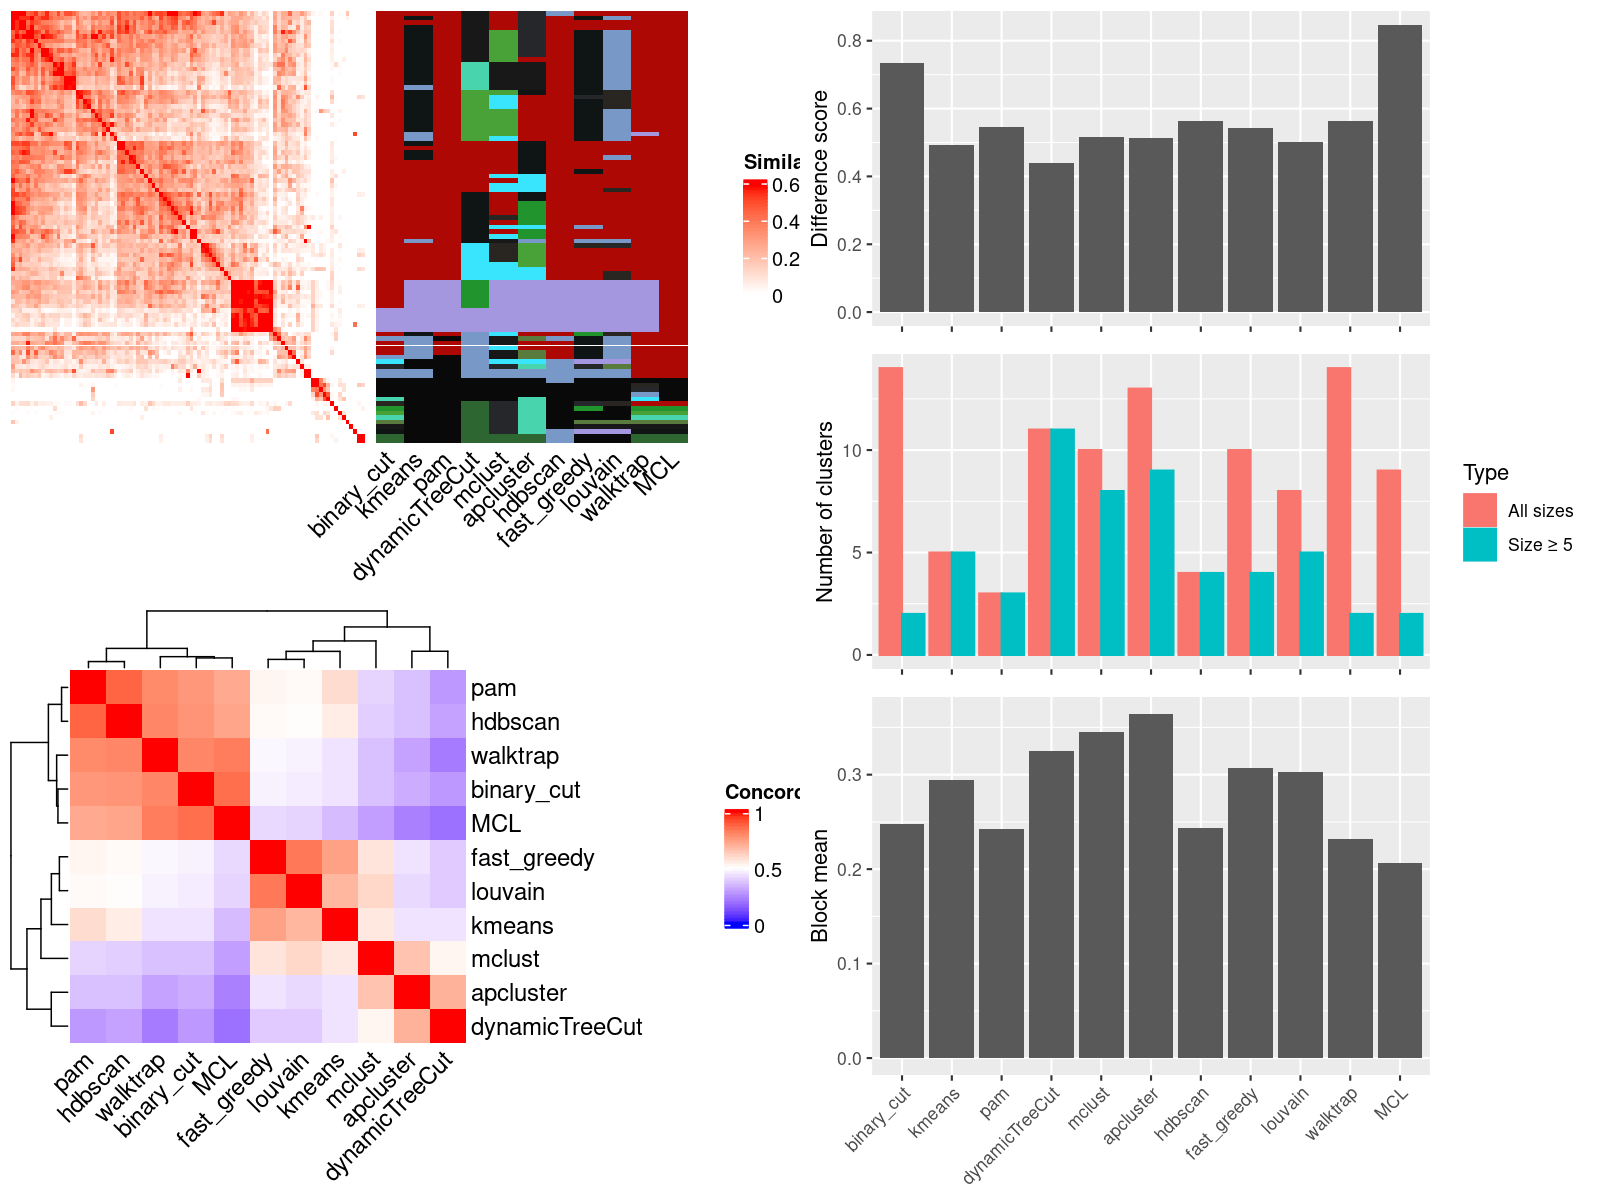 Simila
0.6
0.4
0.2
0
binary_cut
kmeans
pam
dynamicTreeCut
mclust
apcluster
hdbscan
fast_greedy
louvain
walktrap
MCL
Difference score
0.8
0.6
0.4
0.2
0.0
Number of clusters
10
5
0
Type
All sizes
Size ≥ 5
pam
hdbscan
walktrap
binary_cut
MCL
fast_greedy
louvain
kmeans
mclust
apcluster
dynamicTreeCut
pam
hdbscan
walktrap
binary_cut
MCL
fast_greedy
louvain
kmeans
mclust
apcluster
dynamicTreeCut
Concord
1
0.5
0
Block mean
0.3
0.2
0.1
0.0
binary_cut
kmeans
pam
dynamicTreeCut
mclust
apcluster
hdbscan
fast_greedy
louvain
walktrap
MCL